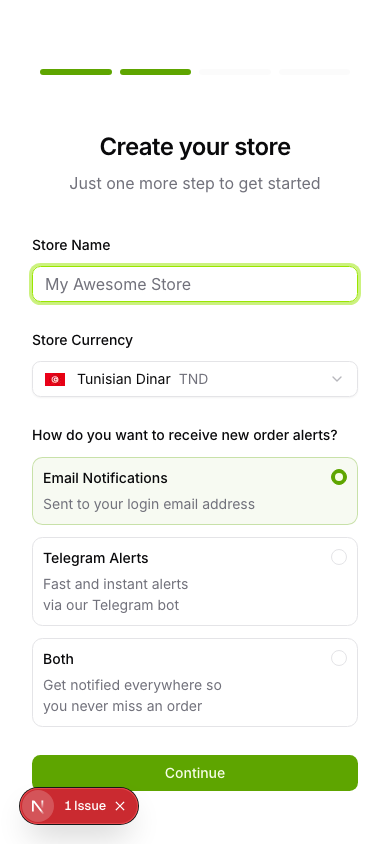 Create your store
Just one more step to get started
Store Name
My Awesome Store
Store Currency
Tunisian Dinar TND
How do you want to receive new order alerts?
Email Notifications
Sent to your login email address
Telegram Alerts
Fast and instant alerts
via our Telegram bot
Both
Get notified everywhere so
you never miss an order
Continue
N 1 Issue